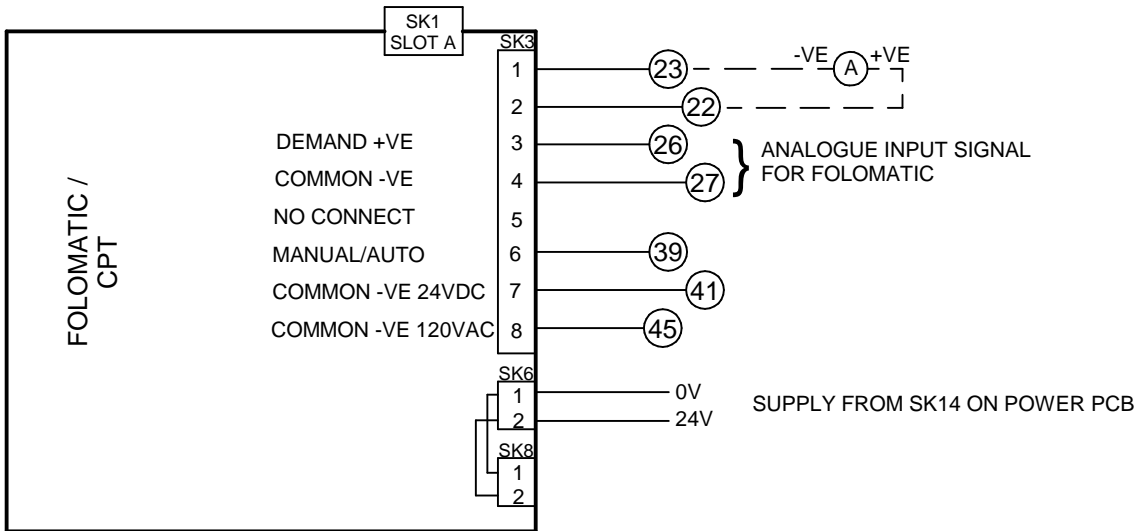 SK1
SLOT A
SK3
1 23 -VE A +VE
2 22
DEMAND +VE 3 26
COMMON -VE 4 27
ANALOGUE INPUT SIGNAL
FOR FOLOMATIC
NO CONNECT 5
MANUAL/AUTO 6 39
COMMON -VE 24VDC 7 41
COMMON -VE 120VAC 8 45
FOLOMATIC /
CPT
SK6
1 0V
2 24V
SUPPLY FROM SK14 ON POWER PCB
SK8
1
2